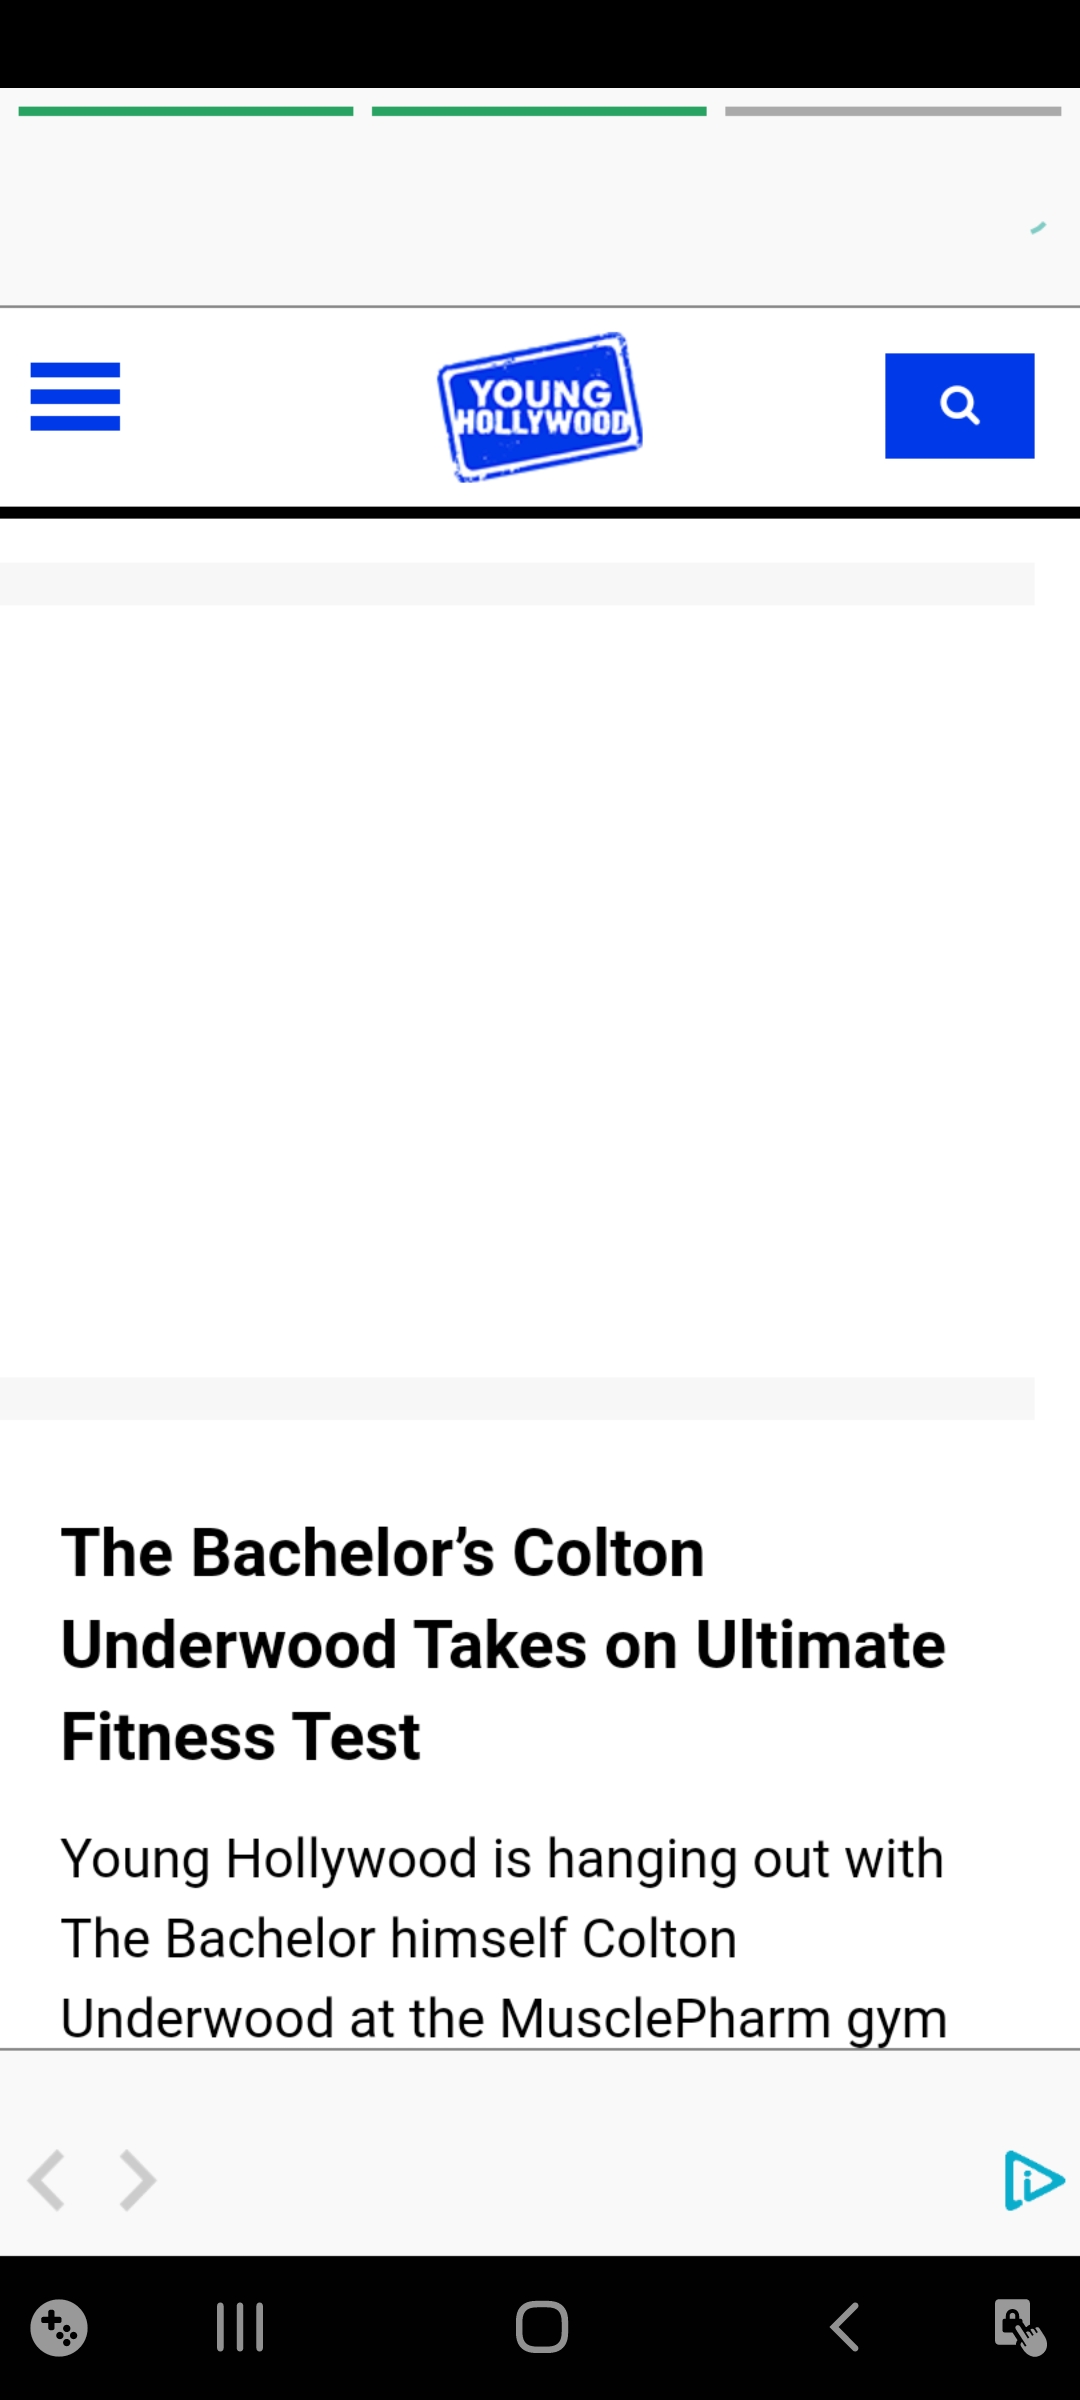 YOUNG
HOLLYWOOD
The Bachelor’s Colton
Underwood Takes on Ultimate
Fitness Test
Young Hollywood is hanging out with
The Bachelor himself Colton
Underwood at the MusclePharm gym